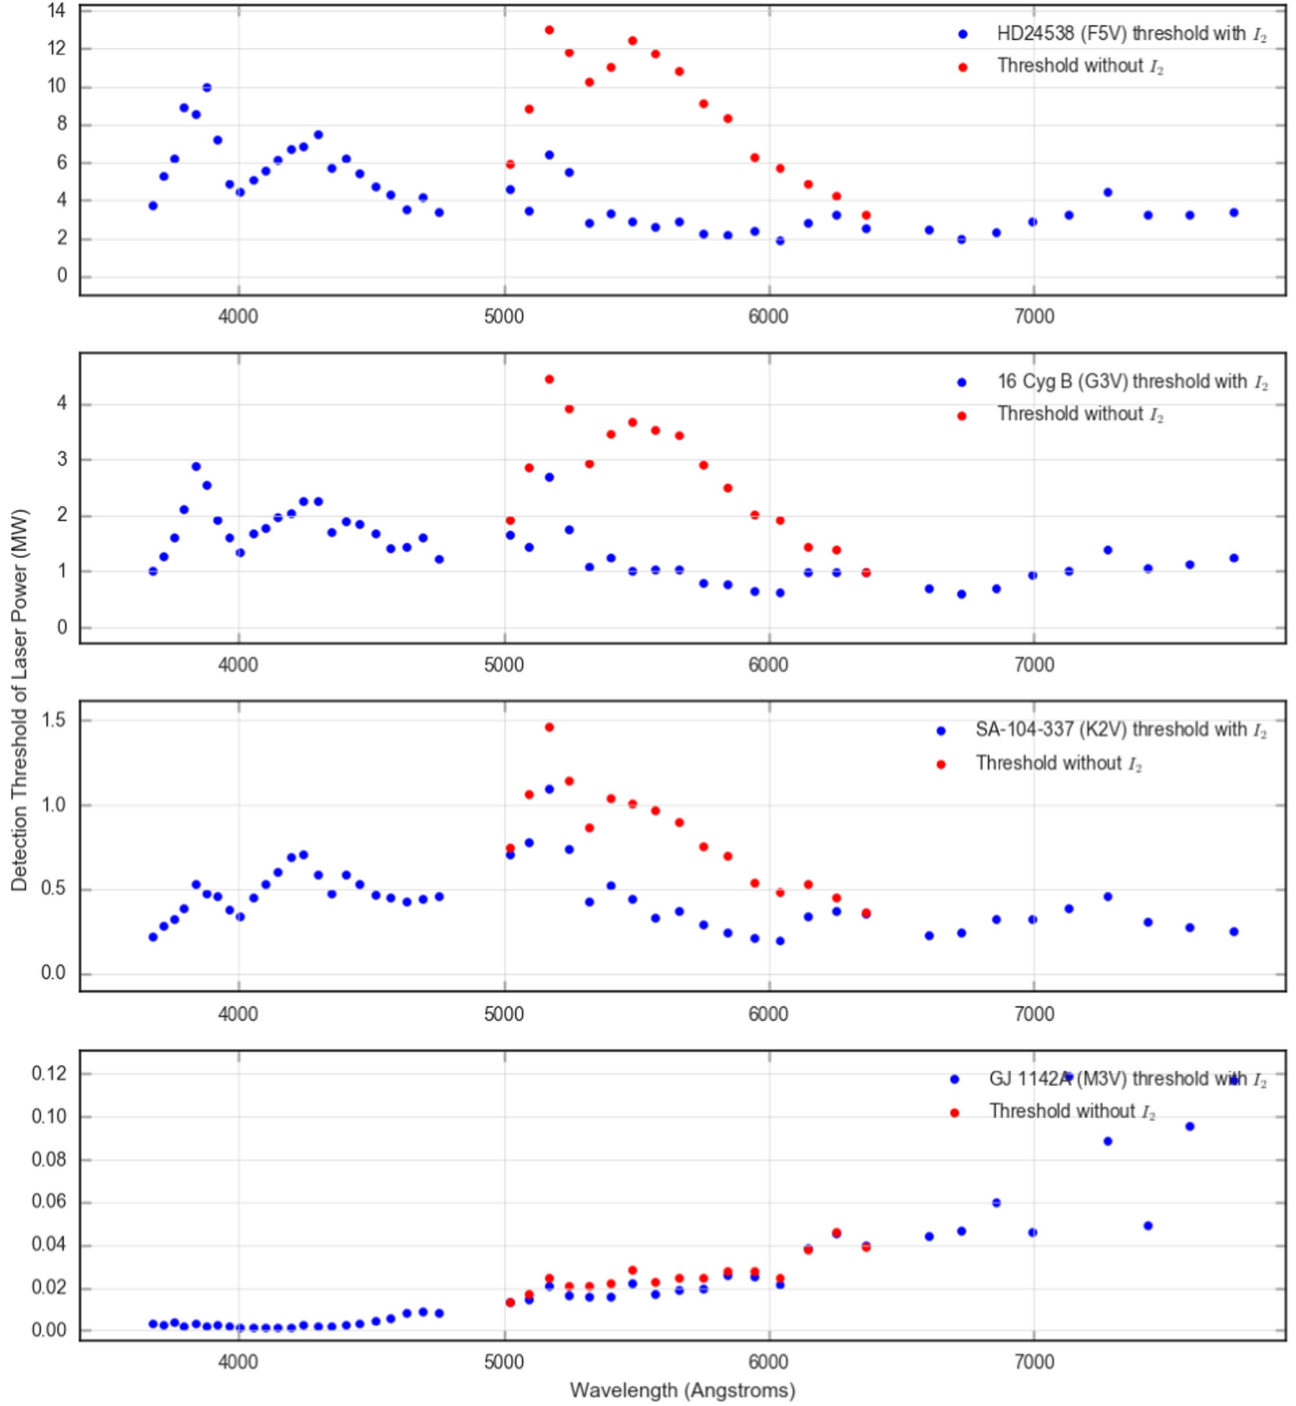 14
12
10
8
6
4
2
0
HD24538 (F5V) threshold with I₂
Threshold without I₂
4000 5000 6000 7000
4
3
2
1
0
16 Cyg B (G3V) threshold with I₂
Threshold without I₂
4000 5000 6000 7000
Detection Threshold of Laser Power (MW)
1.5
1.0
0.5
0.0
SA-104-337 (K2V) threshold with I₂
Threshold without I₂
4000 5000 6000 7000
0.12
0.10
0.08
0.06
0.04
0.02
0.00
GJ 1142A (M3V) threshold with I₂
Threshold without I₂
4000 5000 6000 7000
Wavelength (Angstroms)